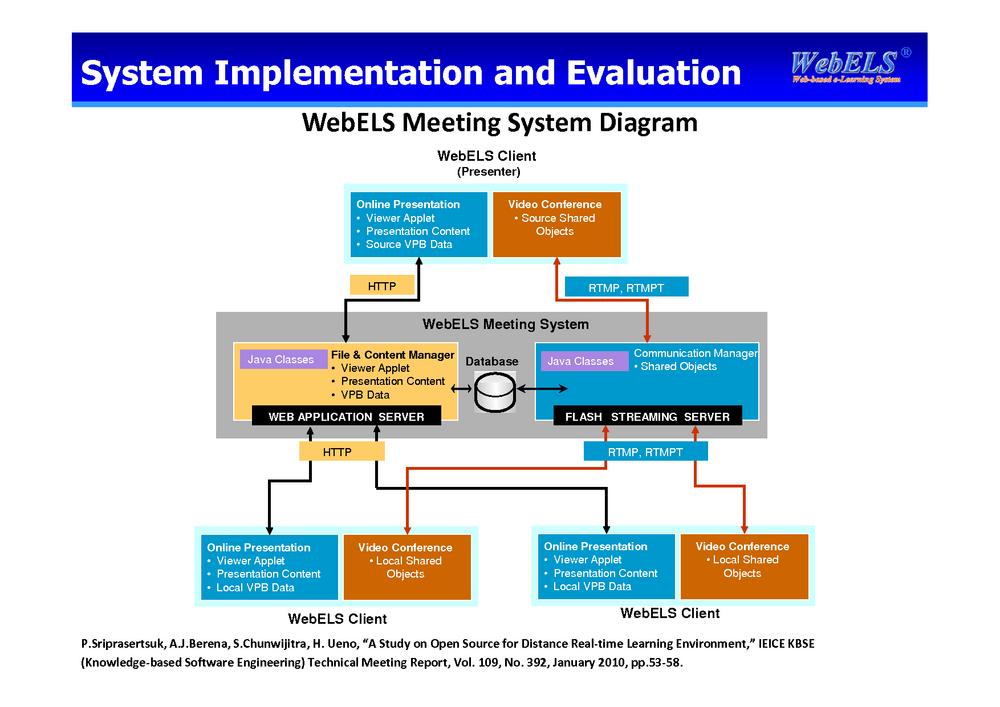 System Implementation and Evaluation
WebELS®
Web-based e-Learning System
WebELS Meeting System Diagram
WebELS Client
(Presenter)
Online Presentation
• Viewer Applet
• Presentation Content
• Source VPB Data
Video Conference
• Source Shared
Objects
HTTP
RTMP, RTMPT
WebELS Meeting System
Java Classes
File & Content Manager
• Viewer Applet
• Presentation Content
• VPB Data
WEB APPLICATION SERVER
Database
Java Classes
Communication Manager
• Shared Objects
FLASH STREAMING SERVER
HTTP
RTMP, RTMPT
Online Presentation
• Viewer Applet
• Presentation Content
• Local VPB Data
Video Conference
• Local Shared
Objects
WebELS Client
Online Presentation
• Viewer Applet
• Presentation Content
• Local VPB Data
Video Conference
• Local Shared
Objects
WebELS Client
P.Sriprasertsuk, A.J.Berena, S.Chunwijitra, H. Ueno, “A Study on Open Source for Distance Real-time Learning Environment,” IEICE KBSE
(Knowledge-based Software Engineering) Technical Meeting Report, Vol. 109, No. 392, January 2010, pp.53-58.